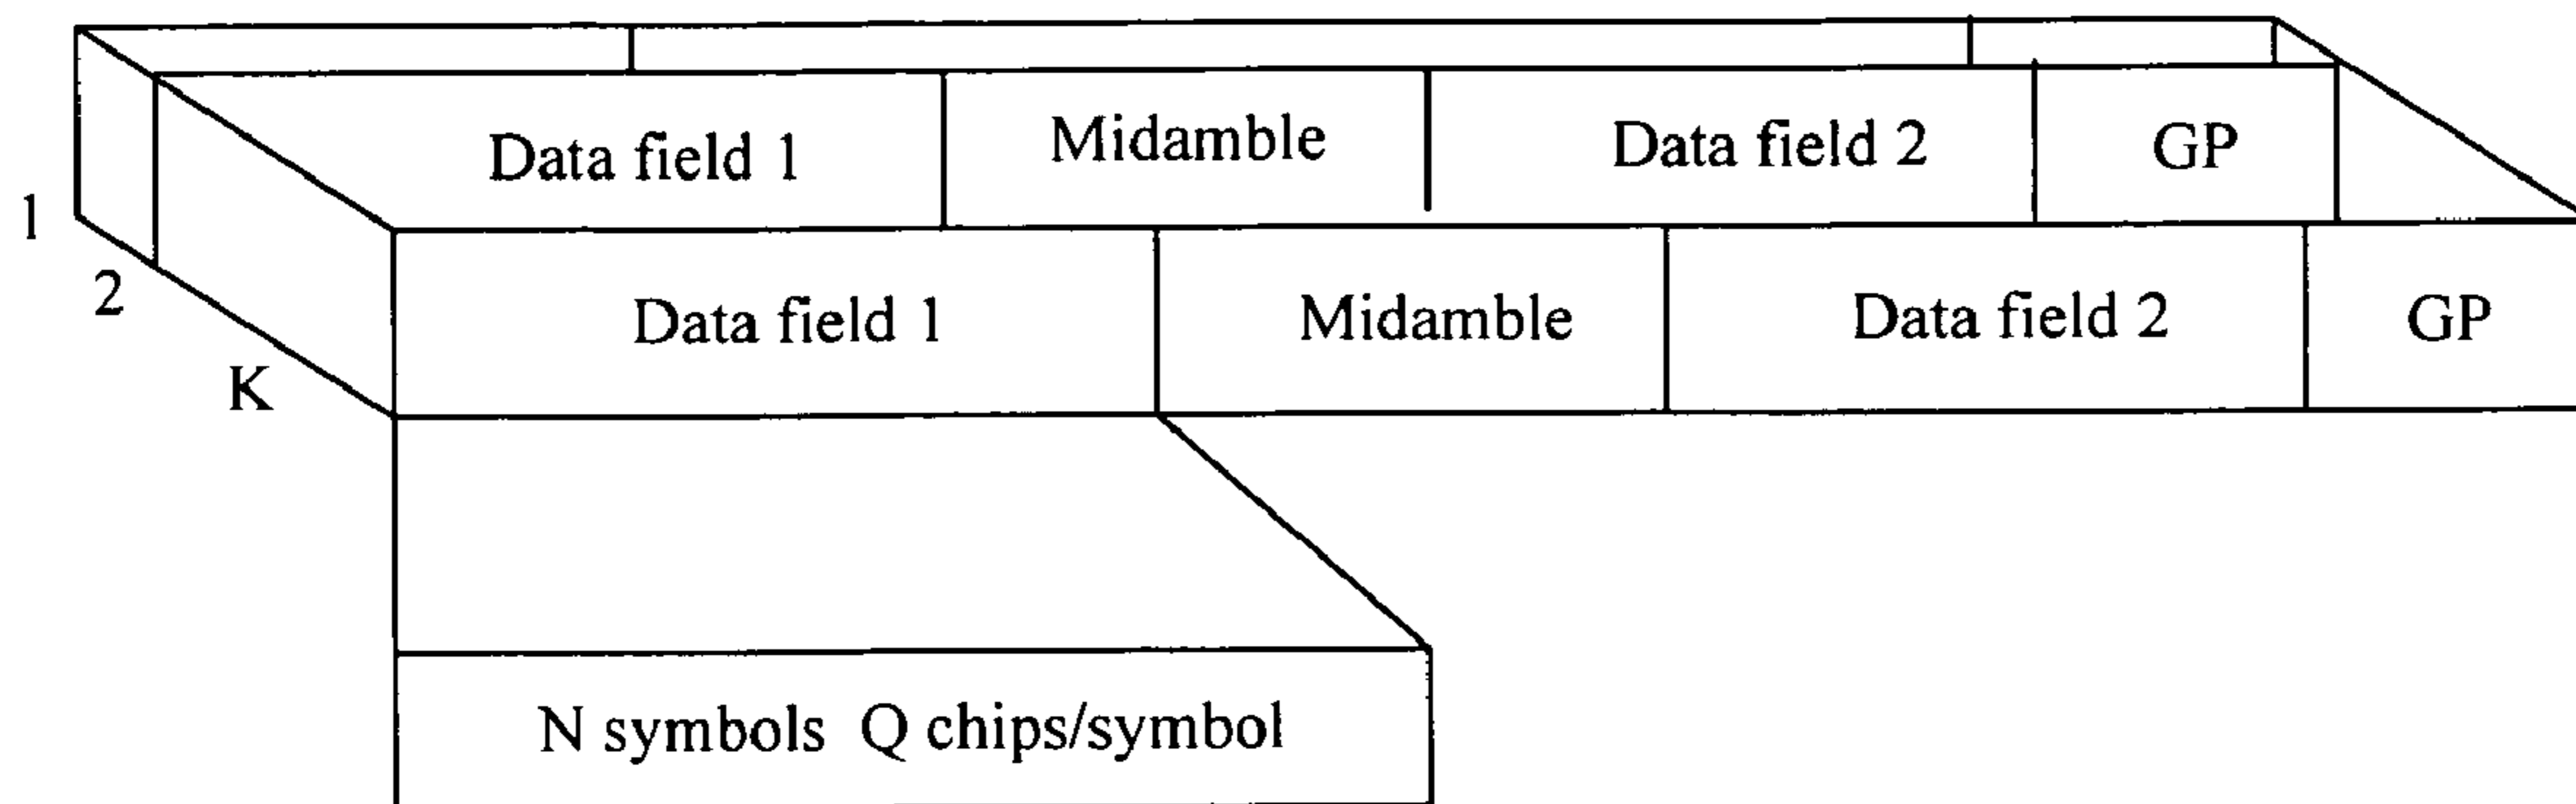 Data field 1 Midamble Data field 2 GP
1
2
Data field 1 Midamble Data field 2 GP
K
N symbols Q chips/symbol